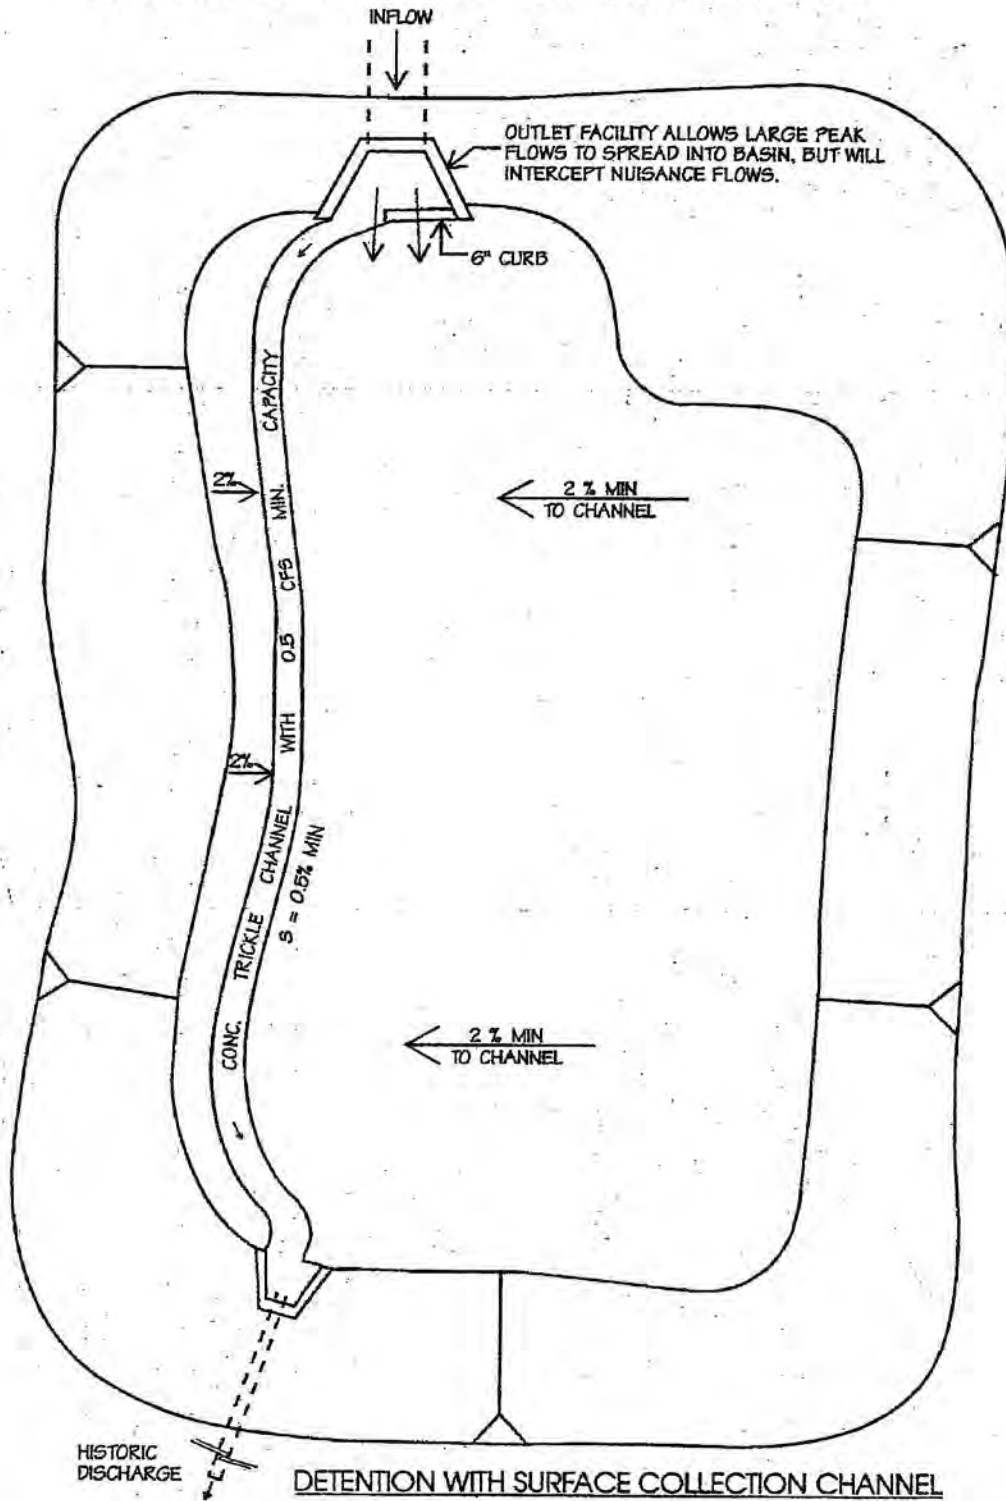 INFLOW
OUTLET FACILITY ALLOWS LARGE PEAK
FLOWS TO SPREAD INTO BASIN, BUT WILL
INTERCEPT NUISANCE FLOWS.
6" CURB
2%
2 % MIN
TO CHANNEL
2%
CONC. TRICKLE CHANNEL WITH 0.5 CFS MIN. CAPACITY
S = 0.5% MIN
2 % MIN
TO CHANNEL
HISTORIC
DISCHARGE
DETENTION WITH SURFACE COLLECTION CHANNEL